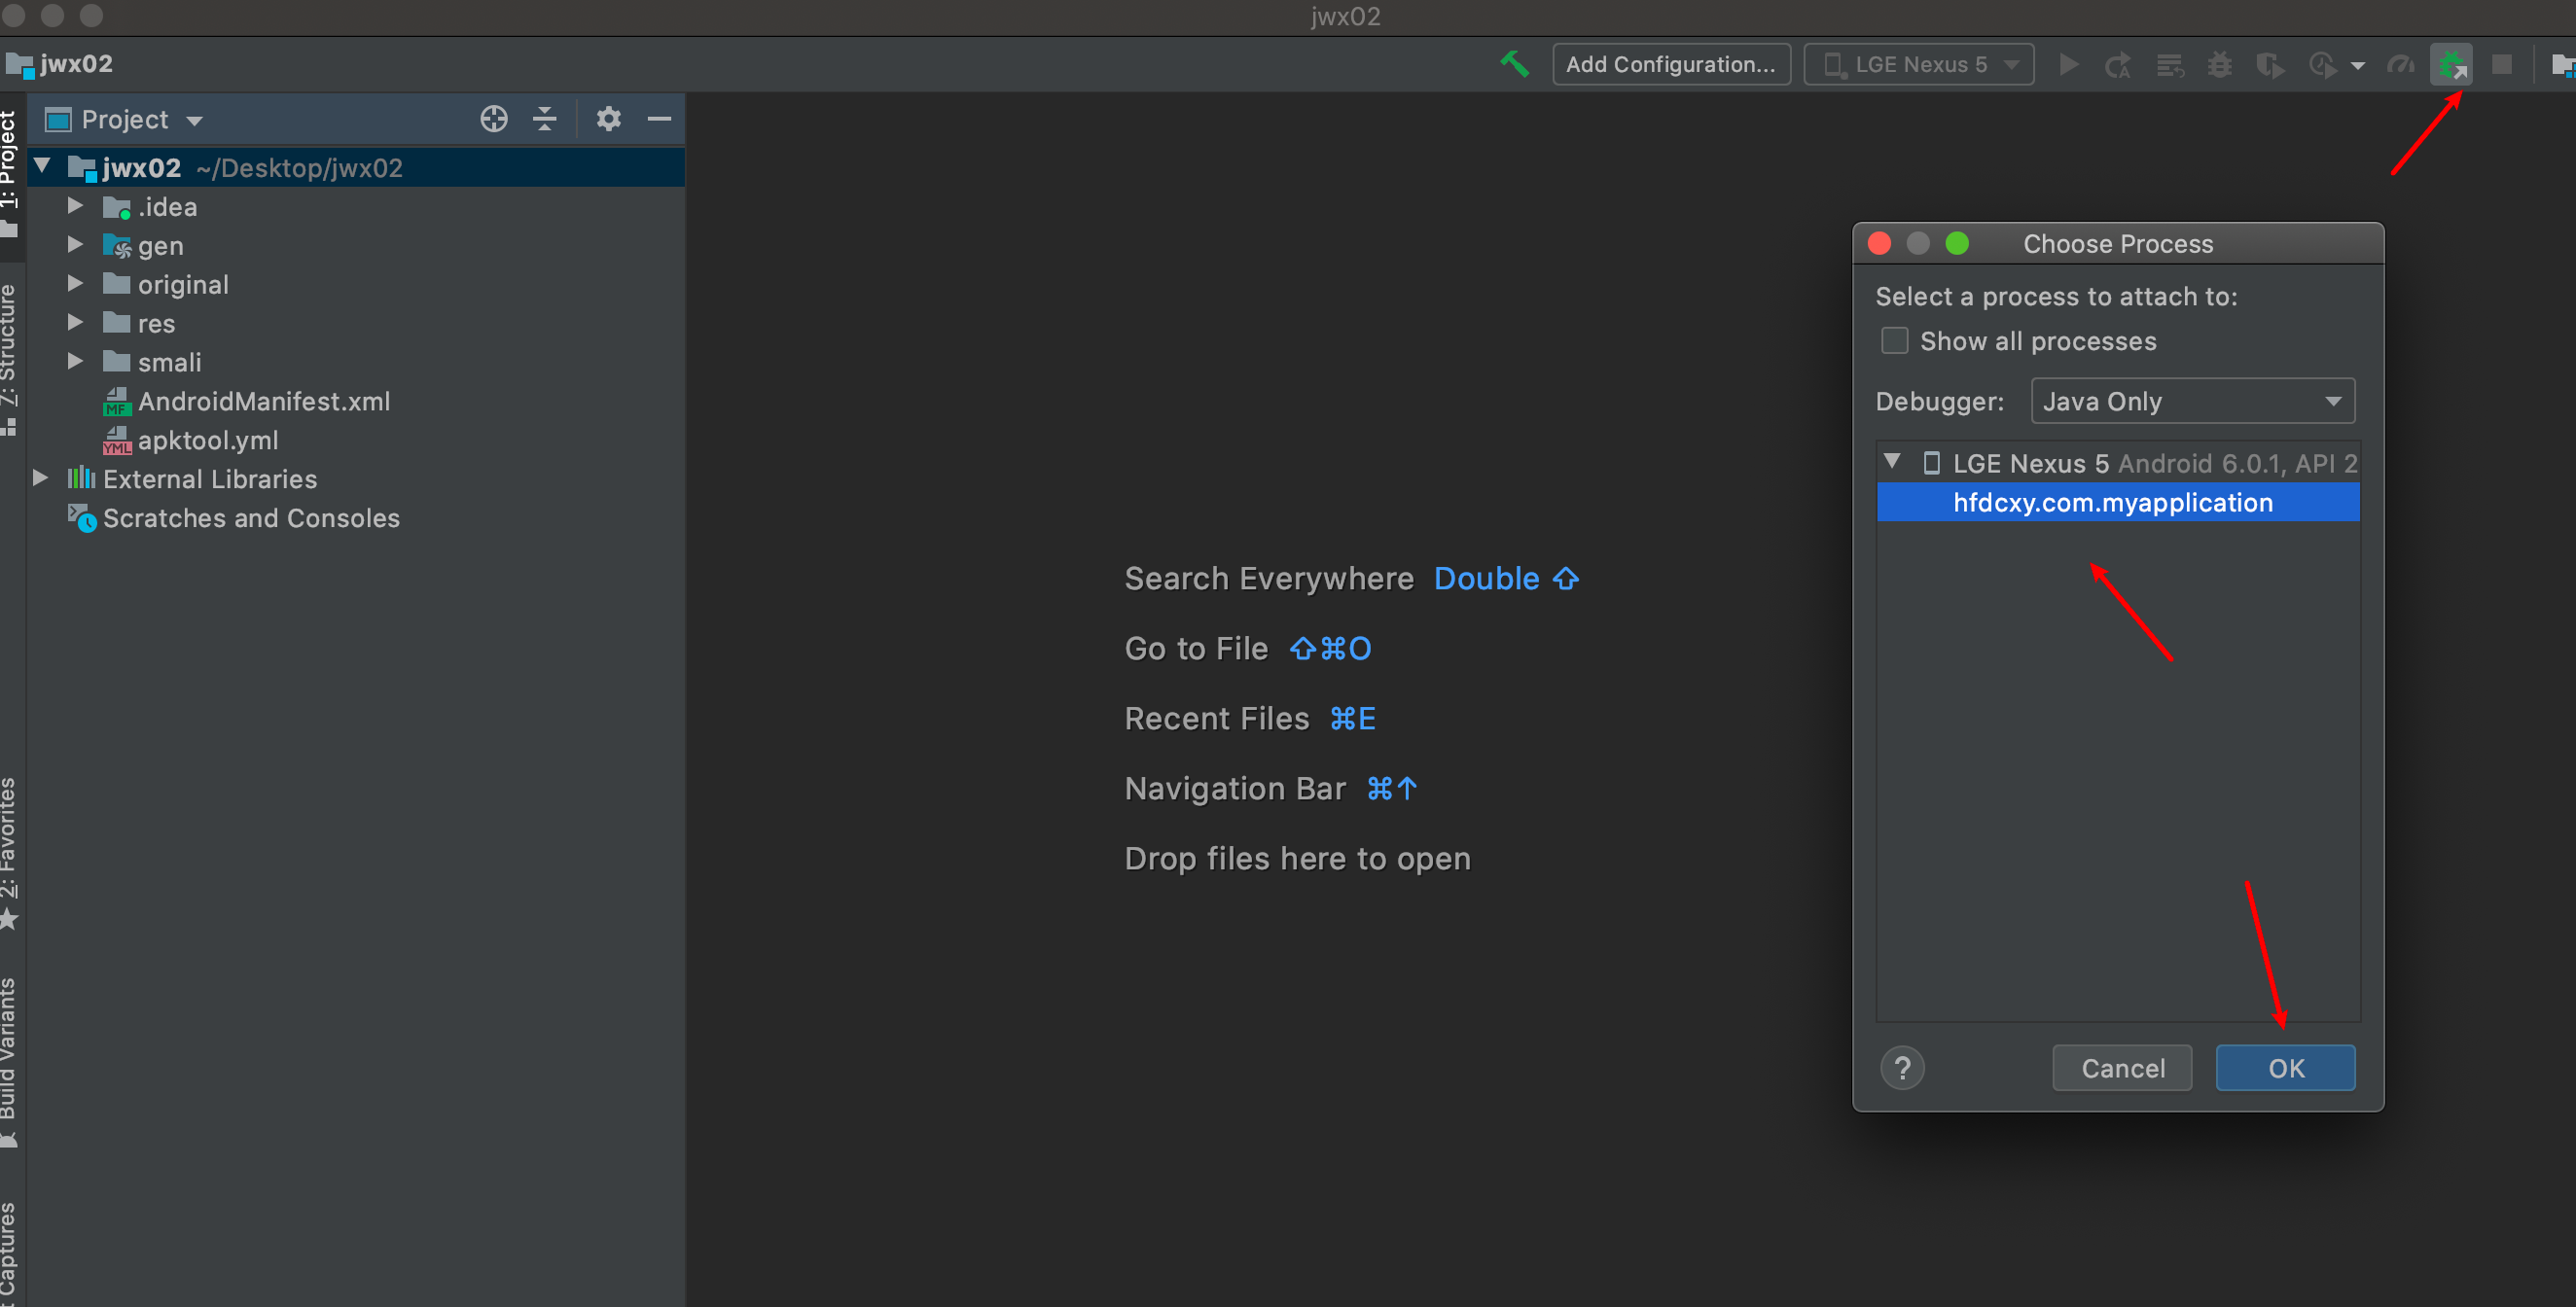 jwx02
jwx02
Add Configuration...
LGE Nexus 5
1: Project
Project
jwx02 ~/Desktop/jwx02
.idea
gen
original
res
smali
MF AndroidManifest.xml
YML apktool.yml
External Libraries
Scratches and Consoles
7: Structure
2: Favorites
Build Variants
Captures
Search Everywhere Double ⇧
Go to File ⇧⌘O
Recent Files ⌘E
Navigation Bar ⌘↑
Drop files here to open
Choose Process
Select a process to attach to:
Show all processes
Debugger: Java Only
LGE Nexus 5 Android 6.0.1, API 2
hfdcxy.com.myapplication
? Cancel OK